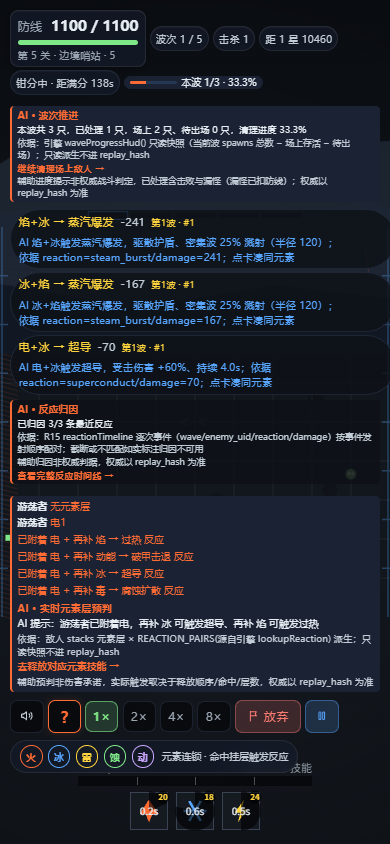 防线 1100 / 1100
第 5 关 · 边境哨站 · 5
波次 1 / 5
击杀 1
距 1 星 10460
钳分中 · 距满分 138s
本波 1/3 · 33.3%
AI · 波次推进
本波共 3 只，已处理 1 只，场上 2 只、待出场 0 只，清理进度 33.3%
依据：引擎 waveProgressHud() 只读快照（当前波 spawns 总数 − 场上存活 − 待出
场）；只读派生不进 replay_hash
继续清理场上敌人 →
辅助进度提示非权威战斗判定，已处理含击败与漏怪（漏怪已扣防线）；权威以
replay_hash 为准
焰+冰 → 蒸汽爆发 -241 第1波 · #1
AI 焰+冰触发蒸汽爆发，驱散护盾、密集波 25% 溅射（半径 120）；
依据 reaction=steam_burst/damage=241；点卡凑同元素
冰+焰 → 蒸汽爆发 -167 第1波 · #1
AI 冰+焰触发蒸汽爆发，驱散护盾、密集波 25% 溅射（半径 120）；
依据 reaction=steam_burst/damage=167；点卡凑同元素
电+冰 → 超导 -70 第1波 · #1
AI 电+冰触发超导，受击伤害 +60%、持续 4.0s；依据
reaction=superconduct/damage=70；点卡凑同元素
AI · 反应归因
已归因 3/3 条最近反应
依据：R15 reactionTimeline 逐次事件（wave/enemy_uid/reaction/damage）按事件发
射顺序配对；截断或不匹配如实标注归因不可用
辅助归因非权威判据，权威以 replay_hash 为准
查看完整反应时间线 →
游荡者 无元素层
游荡者 电1
已附着 电 + 再补 焰 → 过热 反应
已附着 电 + 再补 动能 → 破甲击退 反应
已附着 电 + 再补 冰 → 超导 反应
已附着 电 + 再补 毒 → 腐蚀扩散 反应
AI · 实时元素层预判
AI 提示：游荡者已附着电，再补 冰 可触发超导、再补 焰 可触发过热
依据：敌人 stacks 元素层 × REACTION_PAIRS(源自引擎 lookupReaction) 派生；只
读快照不进 replay_hash
去释放对应元素技能 →
辅助预判非伤害承诺，实际触发取决于释放顺序/命中/层数，权威以 replay_hash 为准
? 1× 2× 4× 8× 放弃
火 冰 雷 蚀 动 元素连锁 · 命中挂层触发反应
技能
20 18 24
0.2s 0.6s 0.5s